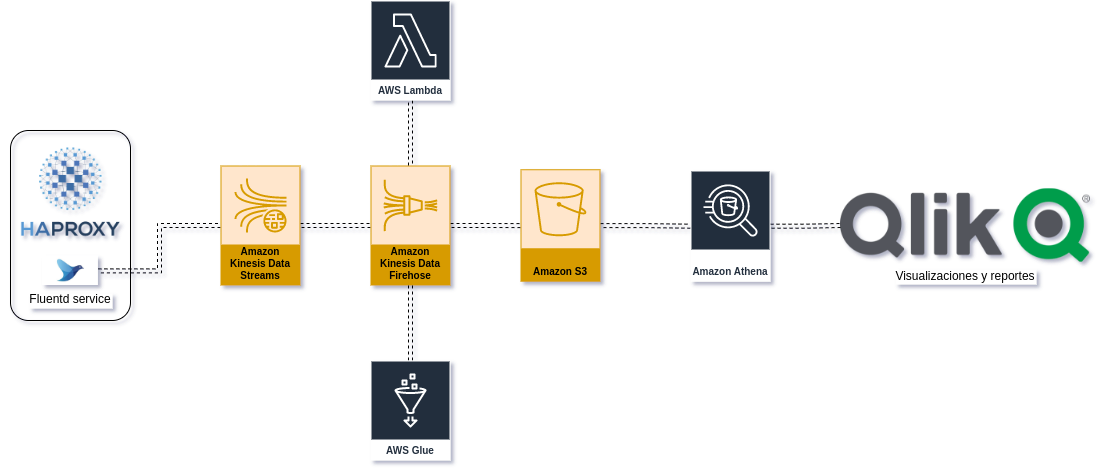 AWS Lambda
HAPROXY
Fluentd service
Amazon
Kinesis Data
Streams
Amazon
Kinesis Data
Firehose
Amazon S3
Amazon Athena
Qlik
®
Visualizaciones y reportes
AWS Glue